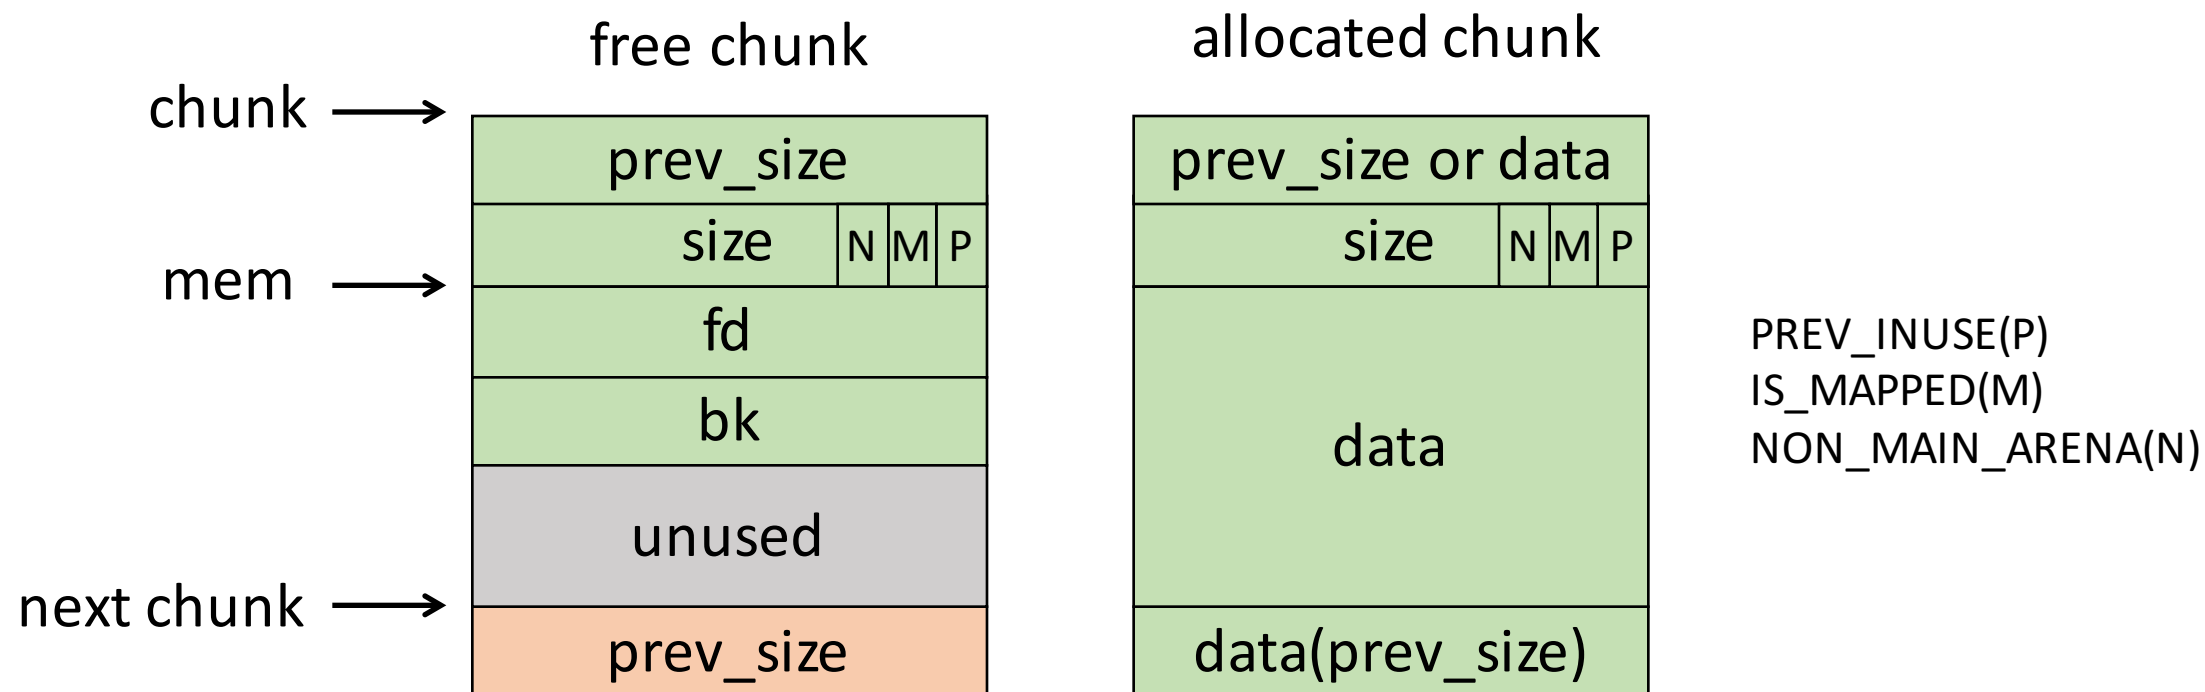 free chunk
allocated chunk
chunk
prev_size
prev_size or data
size N M P
size N M P
mem
fd
bk
unused
data
PREV_INUSE(P)
IS_MAPPED(M)
NON_MAIN_ARENA(N)
next chunk
prev_size
data(prev_size)